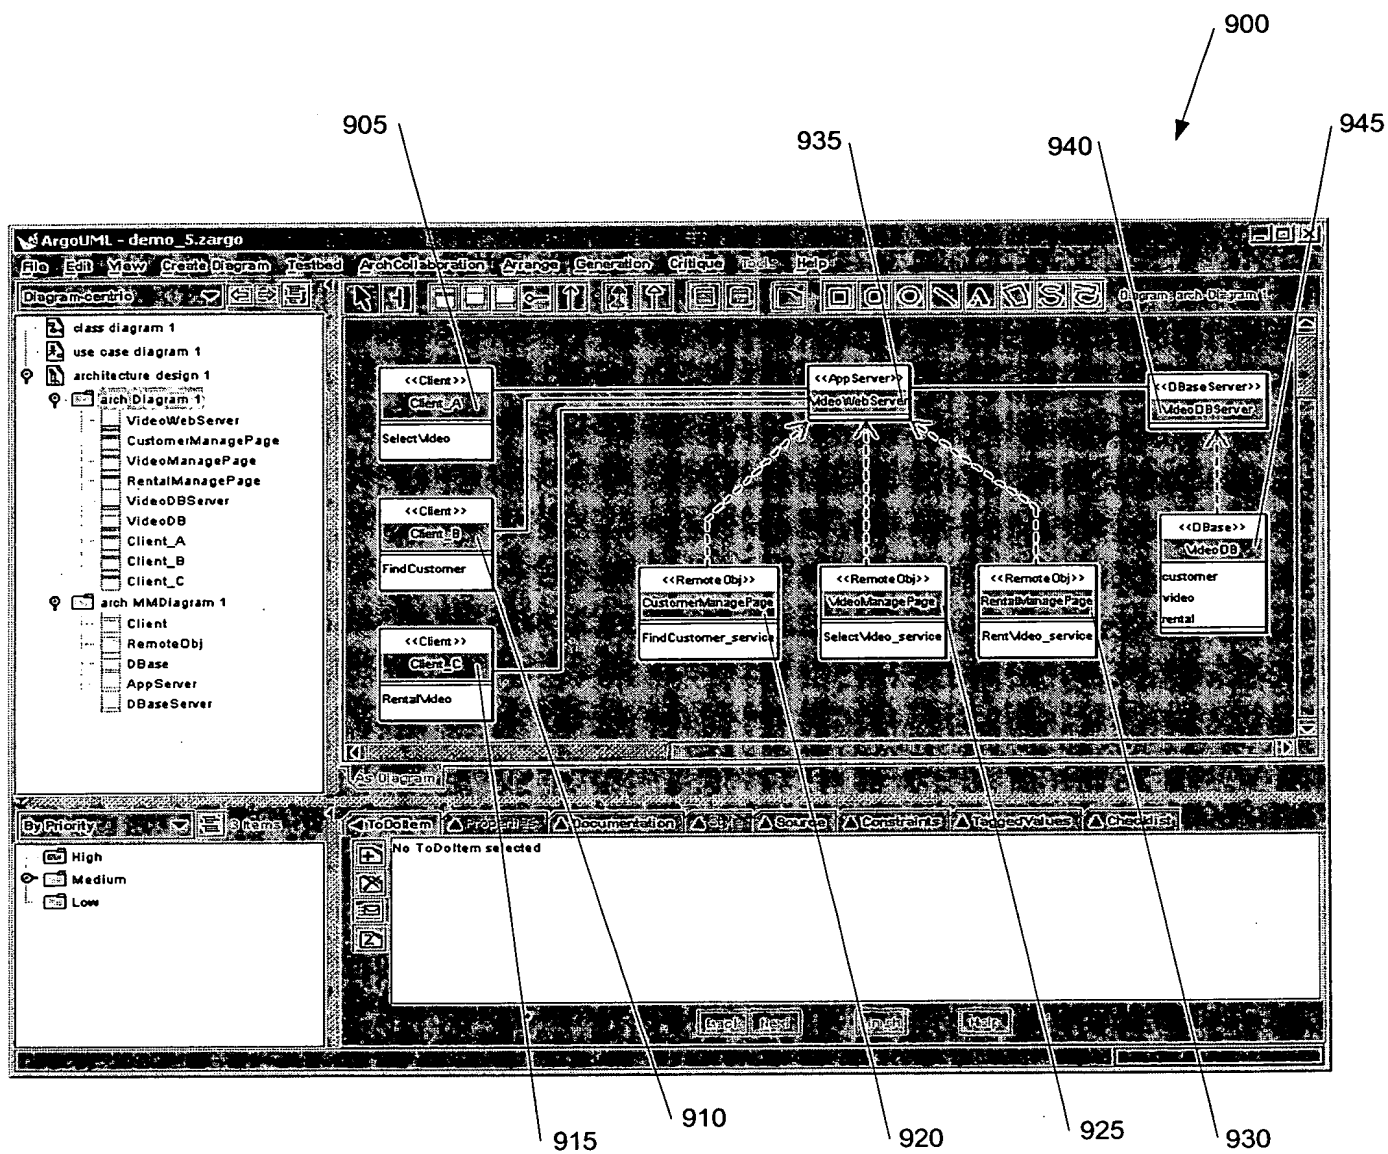 900
905
935
940
945
ArgoUML - demo_5.zargo
File Edit View Create Diagram Testbed ArchCollaboration Arrange Generation Critique Tools Help
Diagram-centric
class diagram 1
use case diagram 1
architecture design 1
arch Diagram 1
VideoWebServer
CustomerManagePage
VideoManagePage
RentalManagePage
VideoDBServer
VideoDB
Client_A
Client_B
Client_C
arch MMDiagram 1
Client
RemoteObj
DBase
AppServer
DBaseServer
<<Client>>
Client_A
SelectVideo
<<Client>>
Client_B
FindCustomer
<<Client>>
Client_C
RentalVideo
<<AppServer>>
VideoWebServer
<<DBaseServer>>
VideoDBServer
<<RemoteObj>>
CustomerManagePage
FindCustomer_service
<<RemoteObj>>
VideoManagePage
SelectVideo_service
<<RemoteObj>>
RentalManagePage
RentVideo_service
<<DBase>>
VideoDB
customer
video
rental
As Diagram
By Priority
Items
High
Medium
Low
ToDoItem Properties Documentation Style Source Constraints TaggedValues Checklist
No ToDoItem selected
Back Next Finish Help
915
910
920
925
930